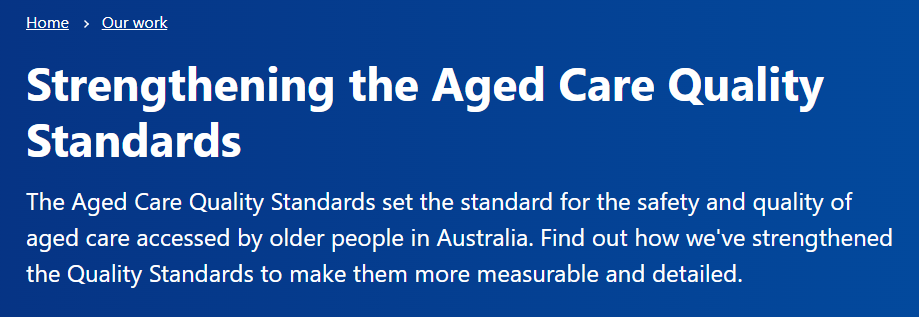 Home › Our work
Strengthening the Aged Care Quality
Standards
The Aged Care Quality Standards set the standard for the safety and quality of
aged care accessed by older people in Australia. Find out how we've strengthened
the Quality Standards to make them more measurable and detailed.